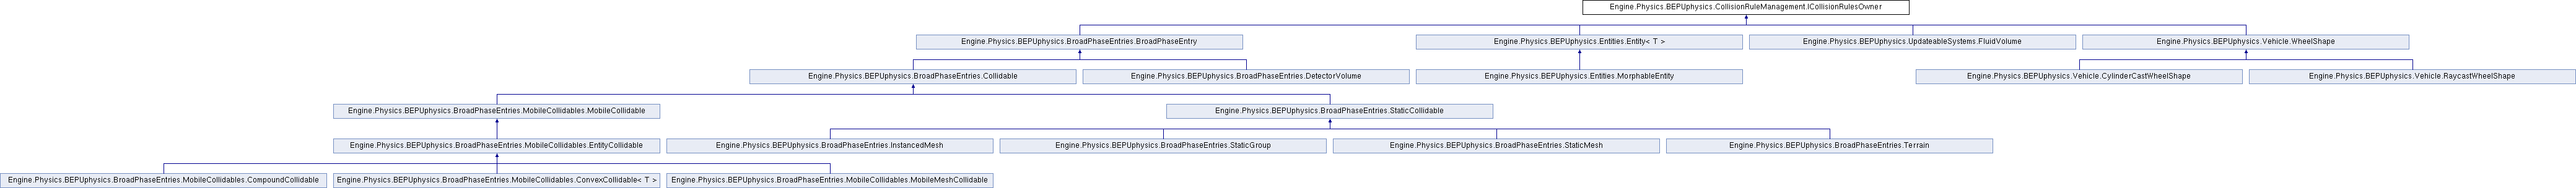 Engine.Physics.BEPUphysics.CollisionRuleManagement.ICollisionRulesOwner
Engine.Physics.BEPUphysics.BroadPhaseEntries.BroadPhaseEntry
Engine.Physics.BEPUphysics.Entities.Entity< T >
Engine.Physics.BEPUphysics.UpdateableSystems.FluidVolume
Engine.Physics.BEPUphysics.Vehicle.WheelShape
Engine.Physics.BEPUphysics.BroadPhaseEntries.Collidable
Engine.Physics.BEPUphysics.BroadPhaseEntries.DetectorVolume
Engine.Physics.BEPUphysics.Entities.MorphableEntity
Engine.Physics.BEPUphysics.Vehicle.CylinderCastWheelShape
Engine.Physics.BEPUphysics.Vehicle.RaycastWheelShape
Engine.Physics.BEPUphysics.BroadPhaseEntries.MobileCollidables.MobileCollidable
Engine.Physics.BEPUphysics.BroadPhaseEntries.StaticCollidable
Engine.Physics.BEPUphysics.BroadPhaseEntries.MobileCollidables.EntityCollidable
Engine.Physics.BEPUphysics.BroadPhaseEntries.InstancedMesh
Engine.Physics.BEPUphysics.BroadPhaseEntries.StaticGroup
Engine.Physics.BEPUphysics.BroadPhaseEntries.StaticMesh
Engine.Physics.BEPUphysics.BroadPhaseEntries.Terrain
Engine.Physics.BEPUphysics.BroadPhaseEntries.MobileCollidables.CompoundCollidable
Engine.Physics.BEPUphysics.BroadPhaseEntries.MobileCollidables.ConvexCollidable< T >
Engine.Physics.BEPUphysics.BroadPhaseEntries.MobileCollidables.MobileMeshCollidable